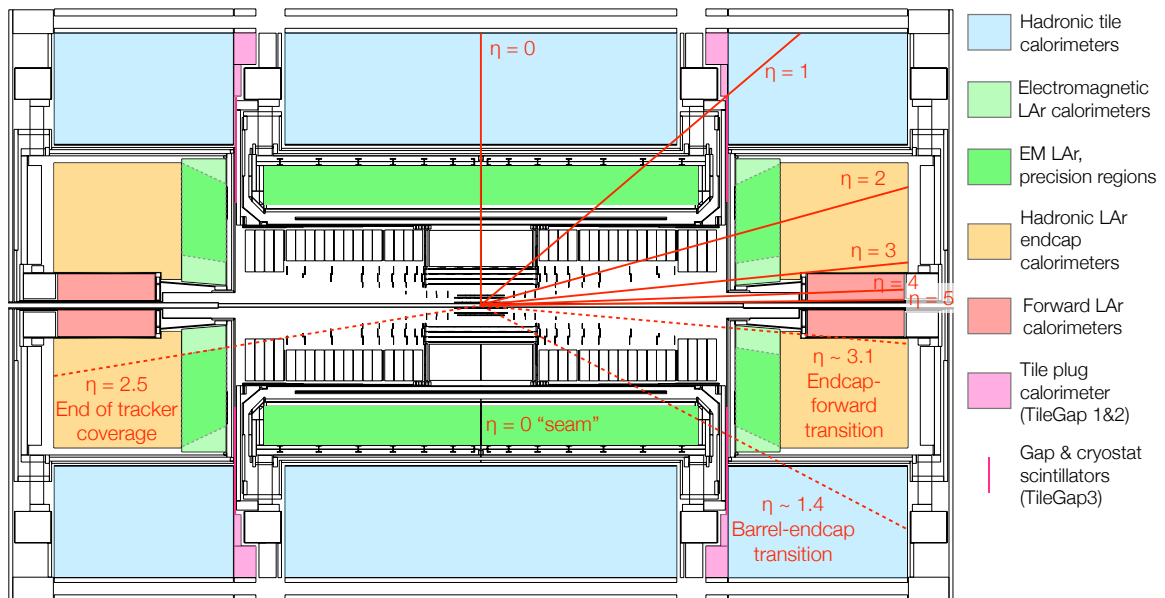 η = 0
η = 1
η = 2
η = 3
η = 4
η = 5
η = 2.5
End of tracker
coverage
η = 0 “seam”
η ~ 3.1
Endcap-
forward
transition
η ~ 1.4
Barrel-endcap
transition
Hadronic tile
calorimeters
Electromagnetic
LAr calorimeters
EM LAr,
precision regions
Hadronic LAr
endcap
calorimeters
Forward LAr
calorimeters
Tile plug
calorimeter
(TileGap 1&2)
Gap & cryostat
scintillators
(TileGap3)